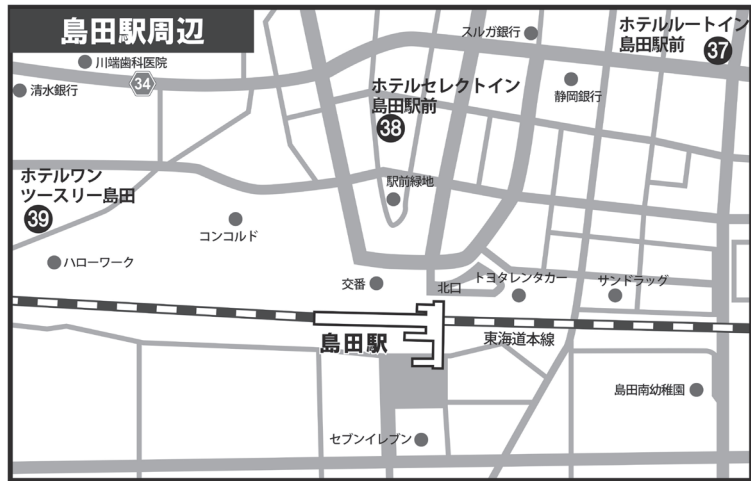 島田駅周辺
スルガ銀行
ホテルルートイン
島田駅前
37
川端歯科医院
34
清水銀行
ホテルセレクトイン
島田駅前
38
静岡銀行
ホテルワン
ツースリー島田
39
駅前緑地
コンコルド
ハローワーク
交番
北口
トヨタレンタカー
サンドラッグ
島田駅
東海道本線
島田南幼稚園
セブンイレブン